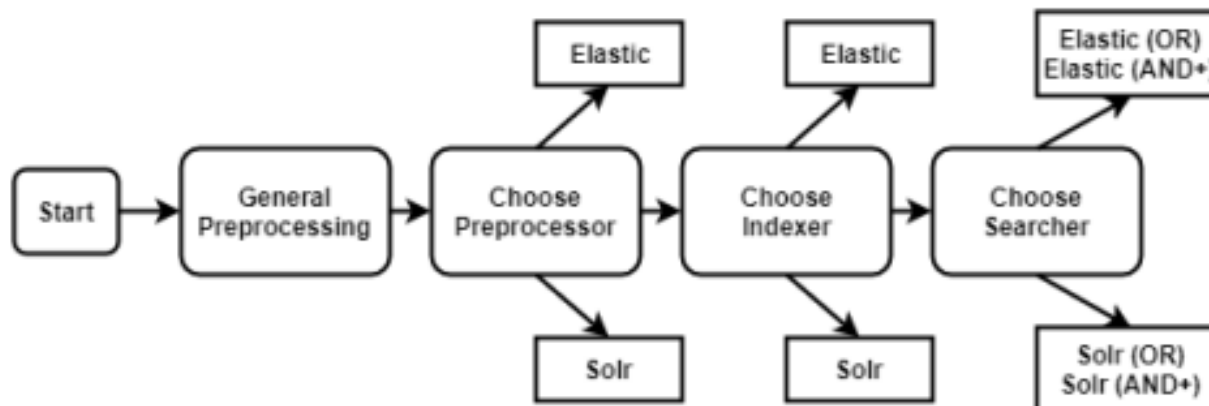 Elastic
Elastic
Elastic (OR)
Elastic (AND+)
Start
General
Preprocessing
Choose
Preprocessor
Choose
Indexer
Choose
Searcher
Solr
Solr
Solr (OR)
Solr (AND+)